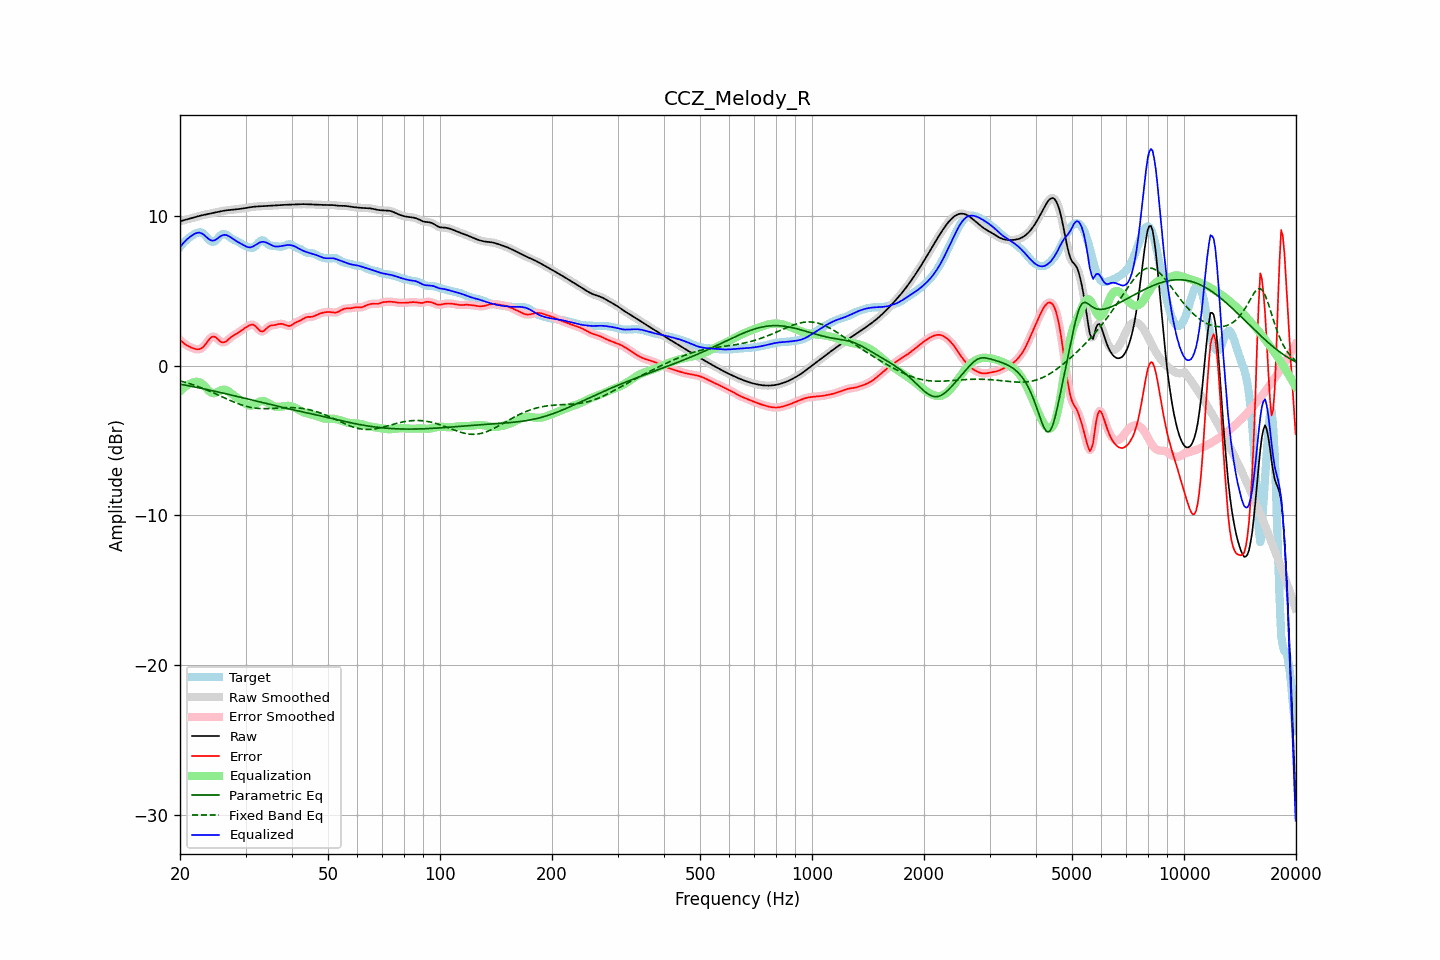 CCZ_Melody_R
10
0
−10
−20
−30
Amplitude (dBr)
Target
Raw Smoothed
Error Smoothed
Raw
Error
Equalization
Parametric Eq
Fixed Band Eq
Equalized
20 50 100 200 500 1000 2000 5000 10000 20000
Frequency (Hz)